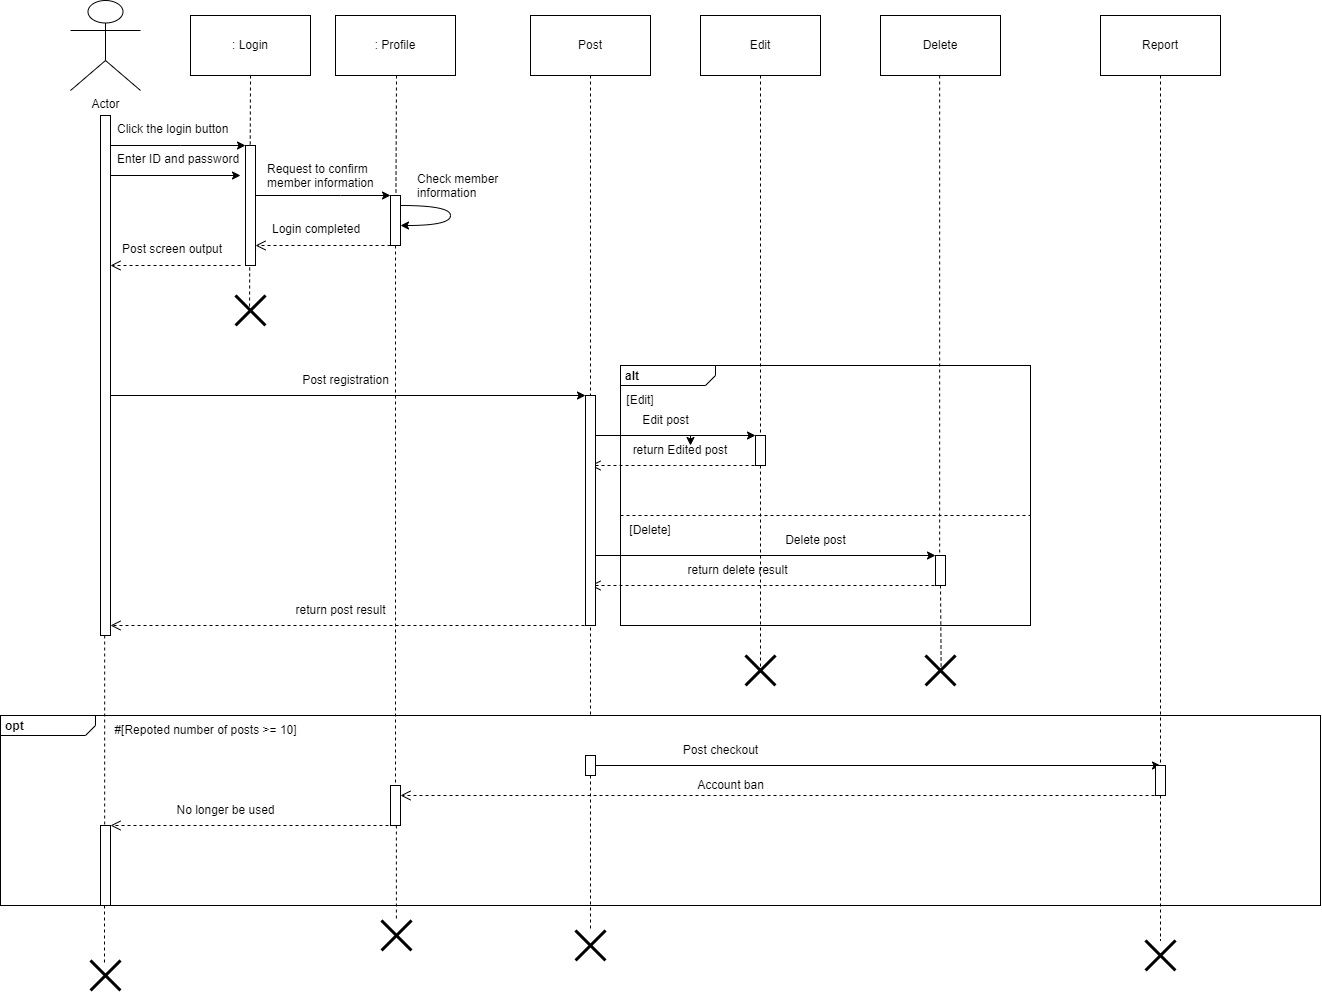 : Login
: Profile
Post
Edit
Delete
Report
Actor
Click the login button
Enter ID and password
Request to confirm
member information
Check member
information
Login completed
Post screen output
alt
Post registration
[Edit]
Edit post
return Edited post
[Delete]
Delete post
return delete result
return post result
opt
#[Repoted number of posts >= 10]
Post checkout
Account ban
No longer be used